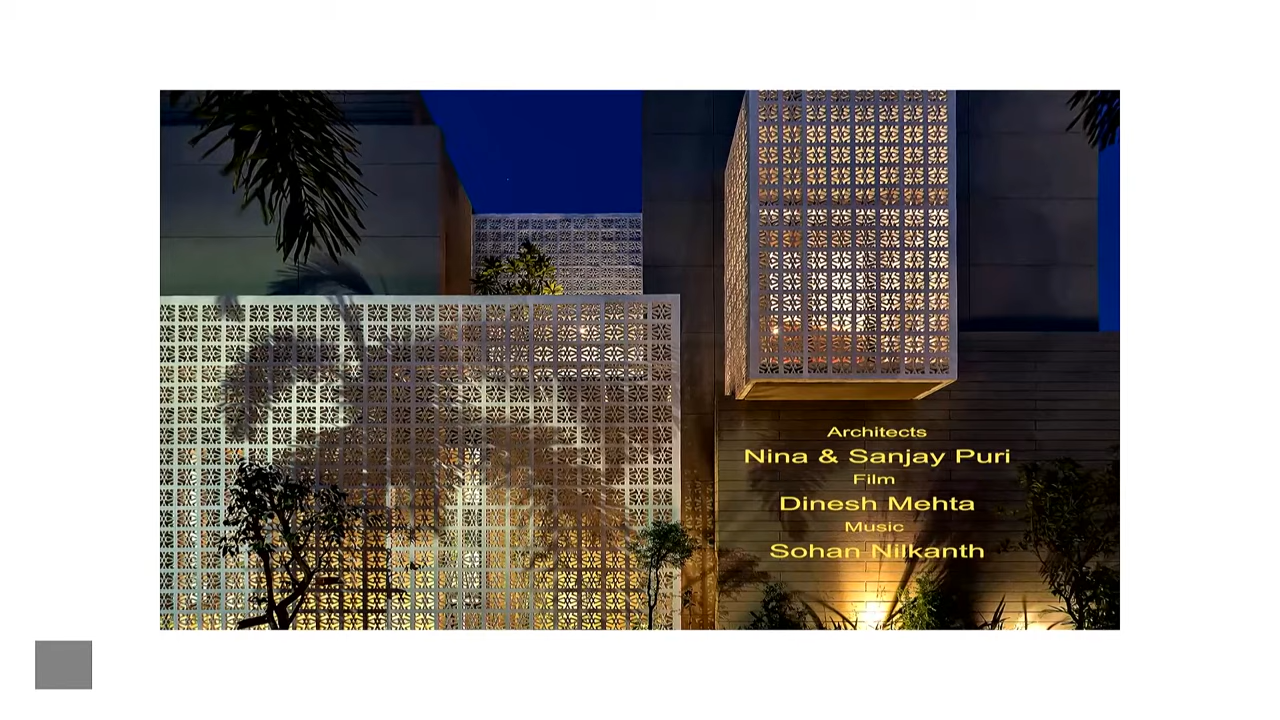 Architects
Nina & Sanjay Puri
Film
Dinesh Mehta
Music
Sohan Nilkanth